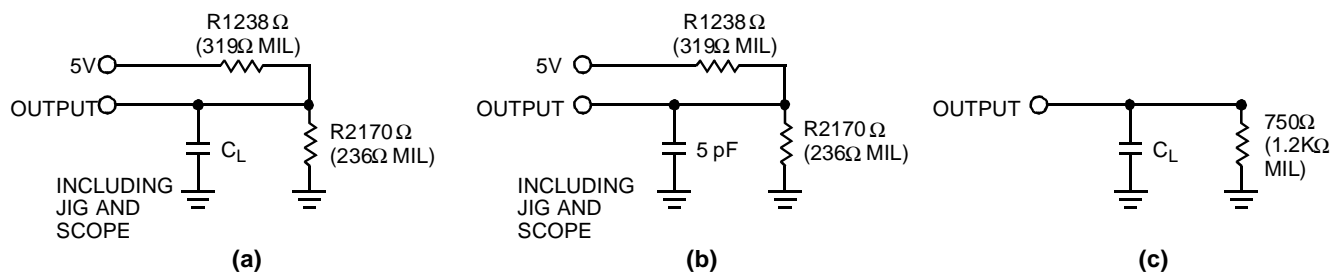 R1238Ω
(319Ω MIL)
5V
OUTPUT
C_L
R2170Ω
(236Ω MIL)
INCLUDING
JIG AND
SCOPE
(a)
R1238Ω
(319Ω MIL)
5V
OUTPUT
5 pF
R2170Ω
(236Ω MIL)
INCLUDING
JIG AND
SCOPE
(b)
OUTPUT
C_L
750Ω
(1.2KΩ
MIL)
(c)